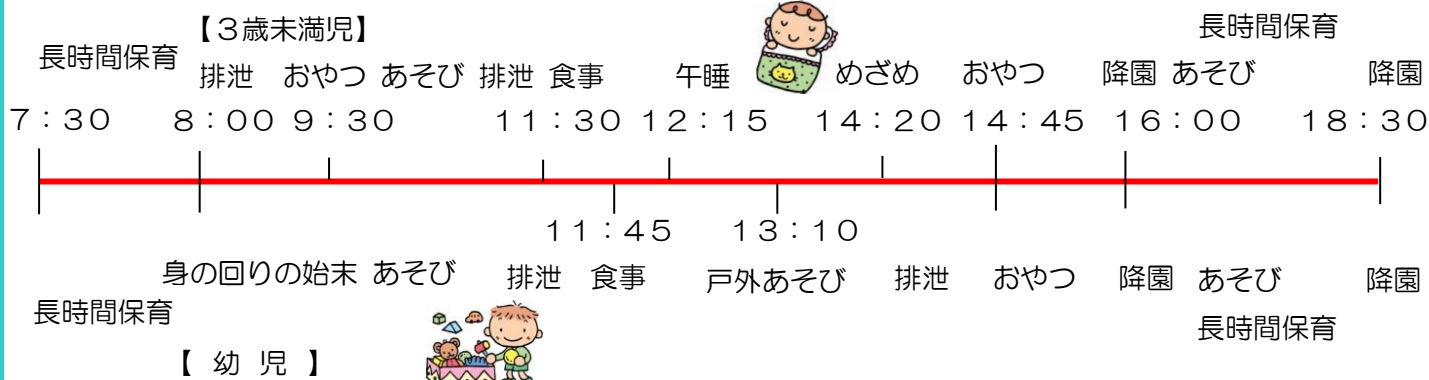 【３歳未満児】
長時間保育
長時間保育
排泄 おやつ あそび 排泄 食事 午睡 めざめ おやつ 降園 あそび 降園
７：３０ ８：００ ９：３０ １１：３０ １２：１５ １４：２０ １４：４５ １６：００ １８：３０
１１：４５ １３：１０
身の回りの始末 あそび 排泄 食事 戸外あそび 排泄 おやつ 降園 あそび 降園
長時間保育
長時間保育
【 幼 児 】